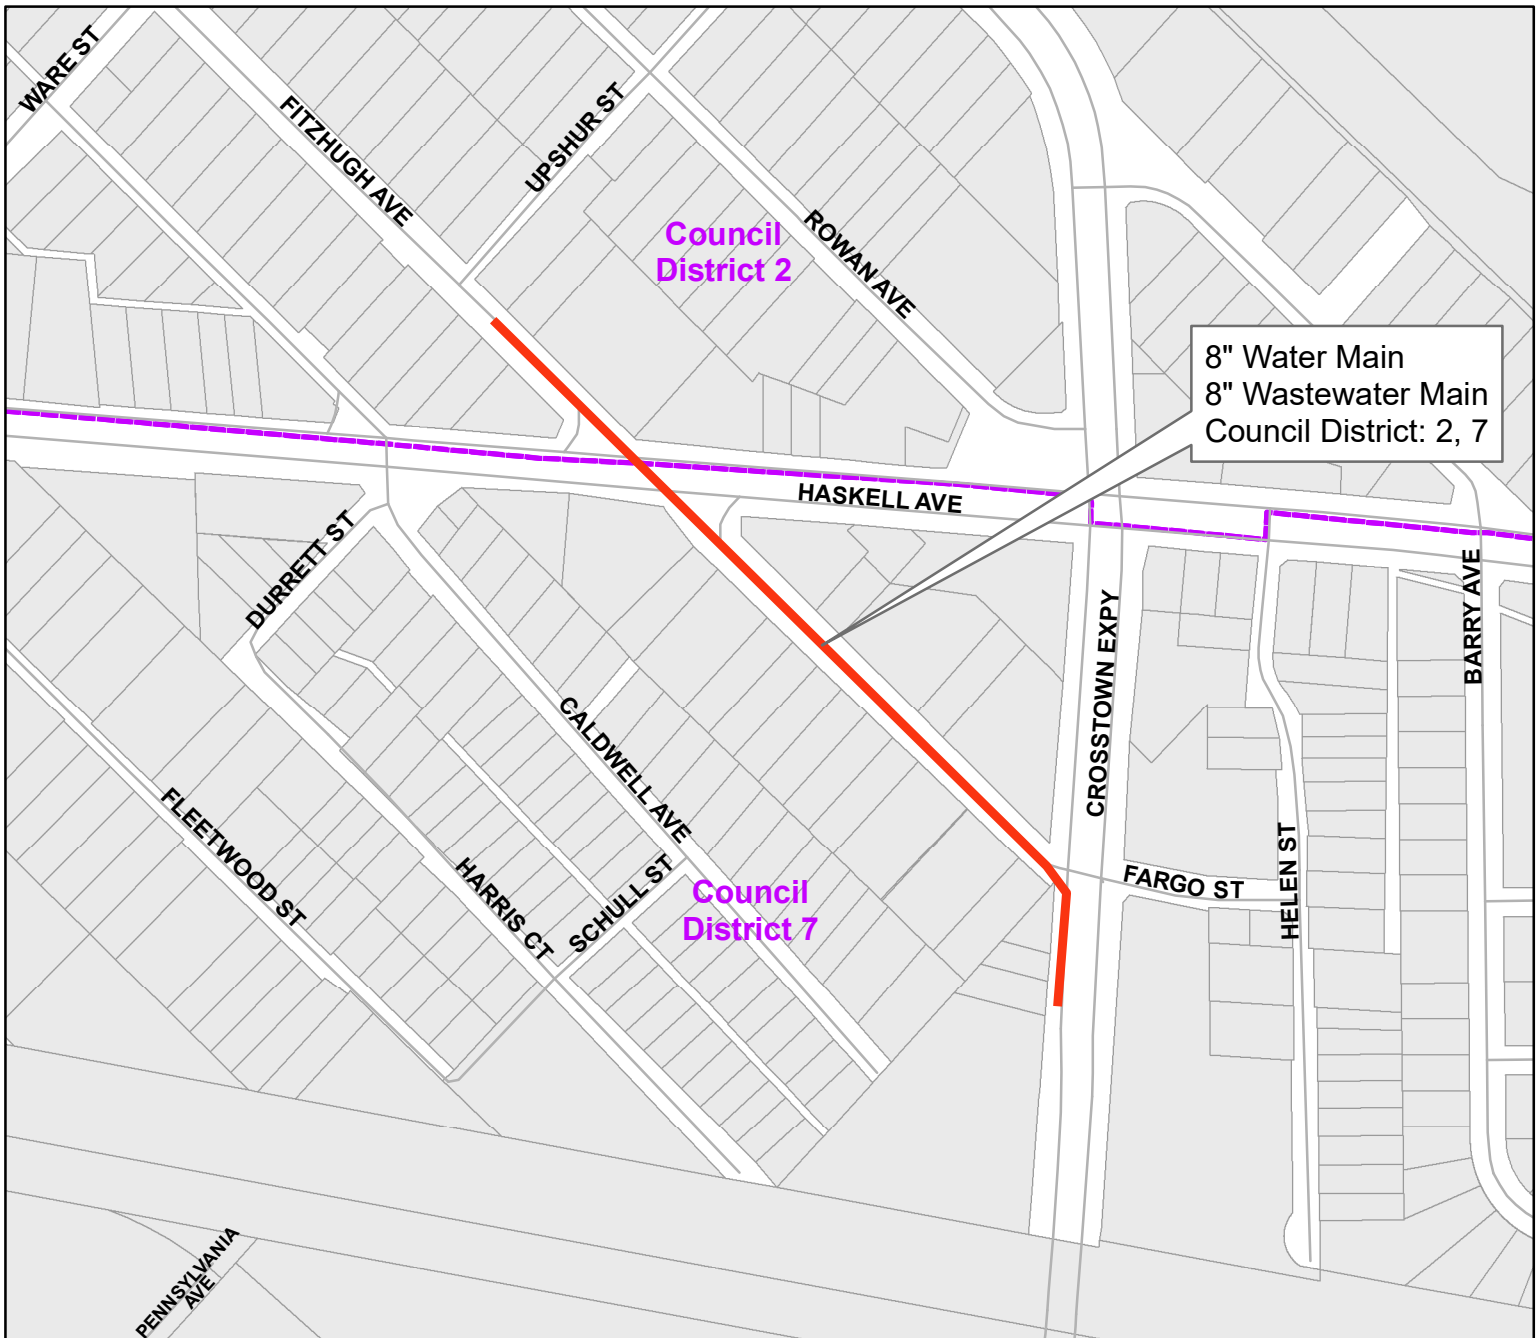 WARE ST
FITZHUGH AVE
UPSHUR ST
Council
District 2
ROWAN AVE
8" Water Main
8" Wastewater Main
Council District: 2, 7
HASKELL AVE
DURRETT ST
BARRY AVE
CROSSTOWN EXPY
CALDWELL AVE
FLEETWOOD ST
HARRIS CT
SCHULL ST
Council
District 7
FARGO ST
HELEN ST
PENNSYLVANIA
AVE